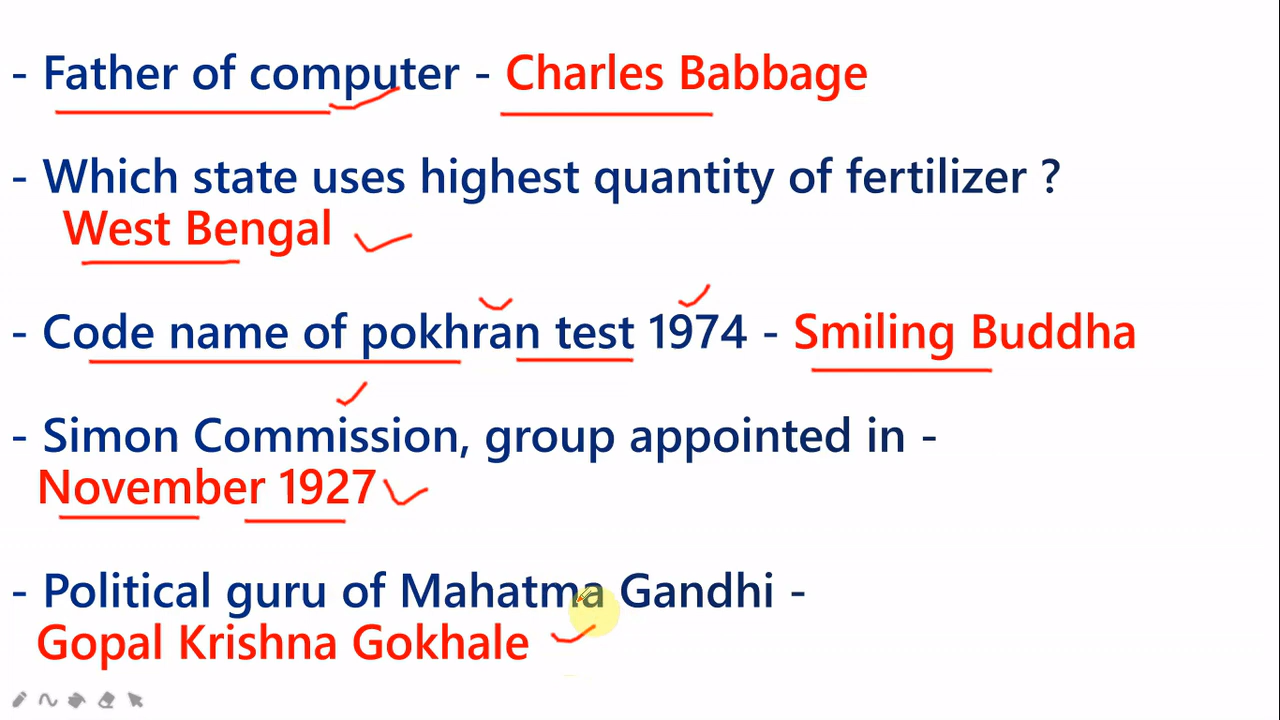 - Father of computer - Charles Babbage
- Which state uses highest quantity of fertilizer ?
West Bengal
- Code name of pokhran test 1974 - Smiling Buddha
- Simon Commission, group appointed in -
November 1927
- Political guru of Mahatma Gandhi -
Gopal Krishna Gokhale